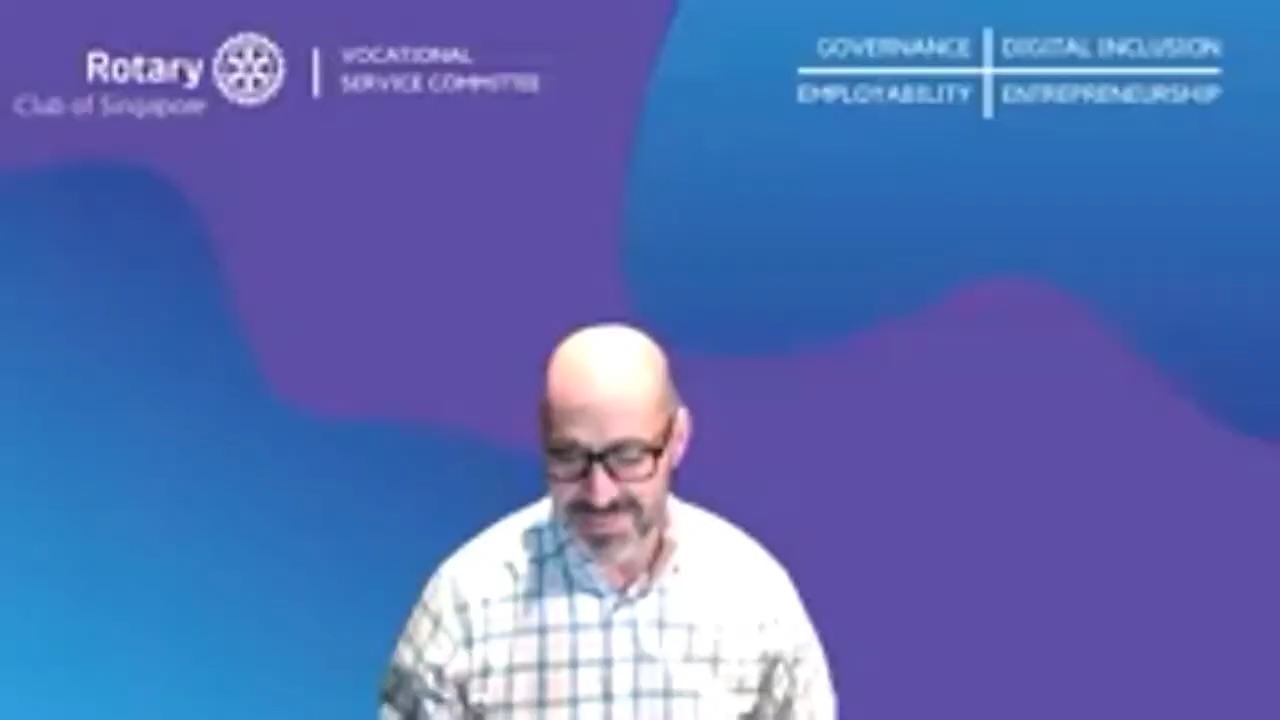 Rotary
Club of Singapore
VOCATIONAL
SERVICE COMMITTEE
GOVERNANCE
DIGITAL INCLUSION
EMPLOYABILITY
ENTREPRENEURSHIP